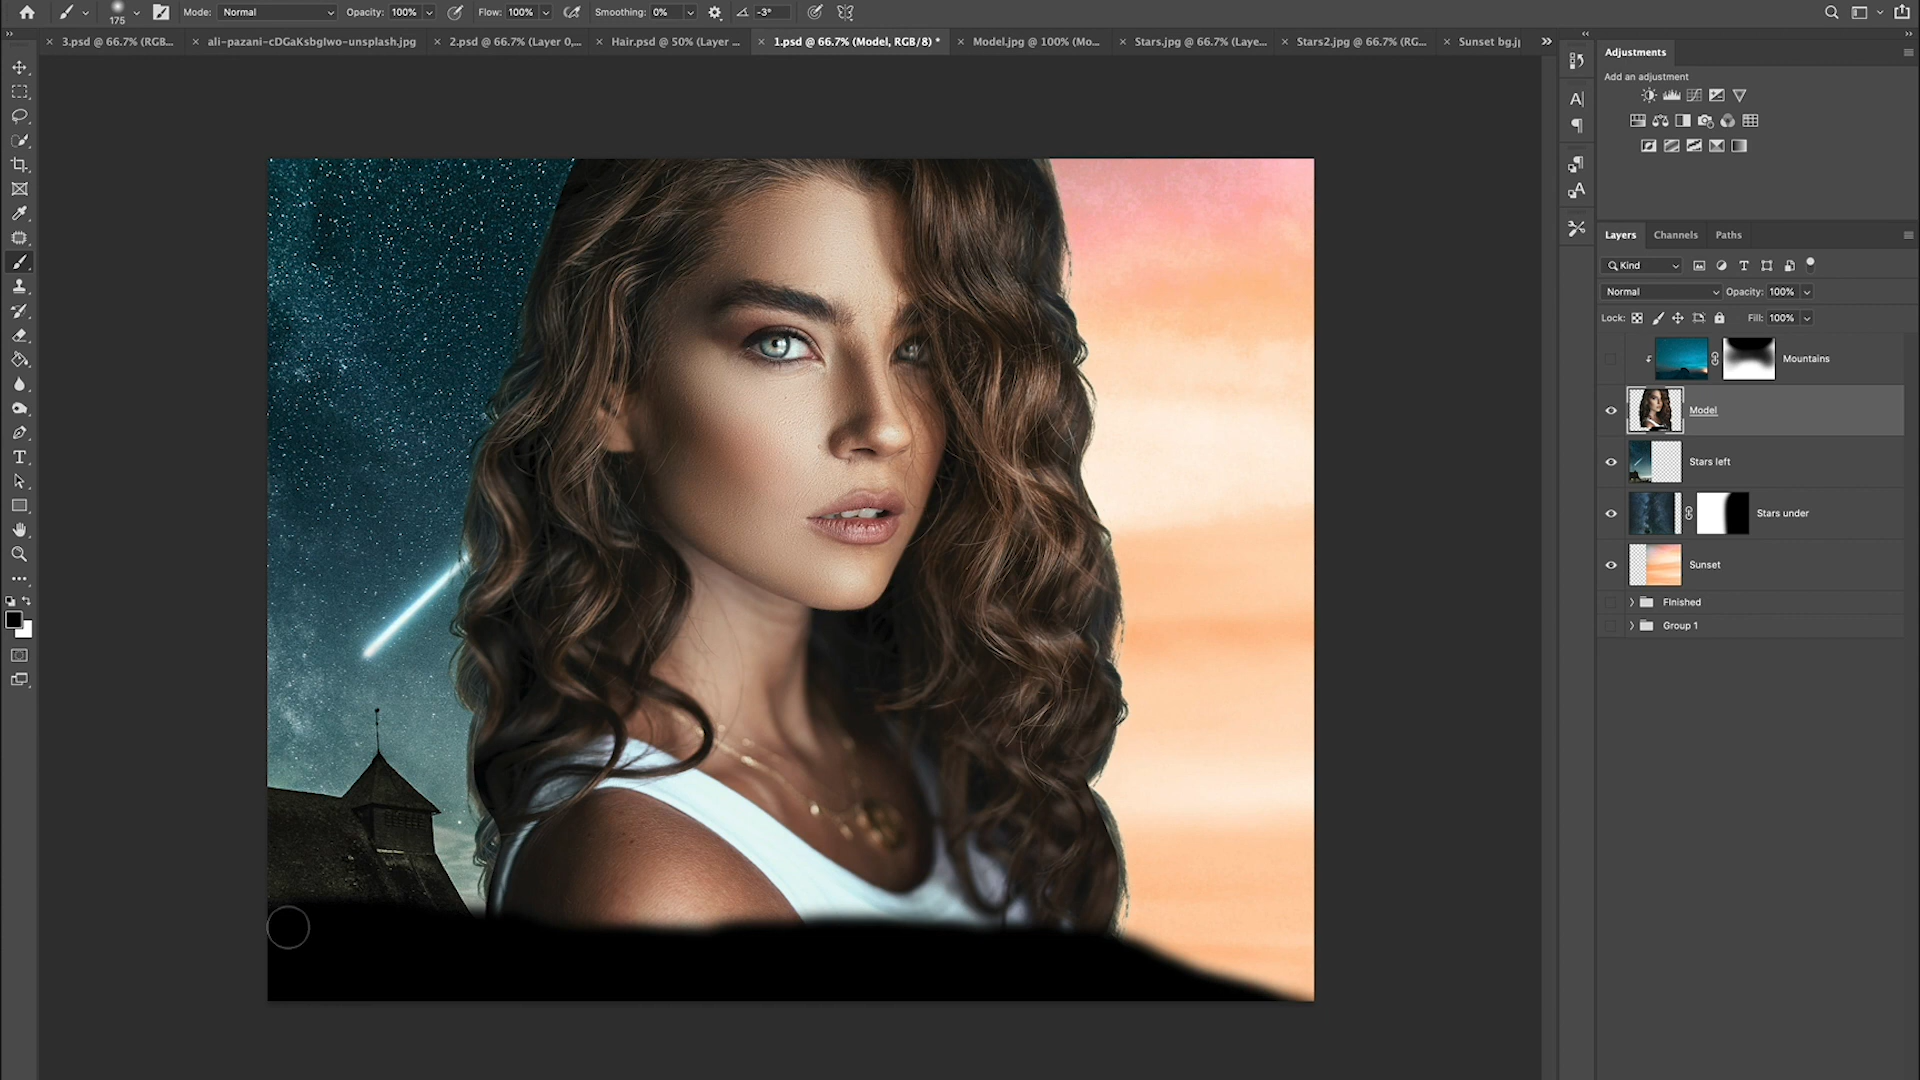 175
Mode: Normal
Opacity: 100%
Flow: 100%
Smoothing: 0%
-3°
3.psd @ 66.7% (RGB...
ali-pazani-cDGaKsbgIwo-unsplash.jpg
2.psd @ 66.7% (Layer 0,...
Hair.psd @ 50% (Layer ...
1.psd @ 66.7% (Model, RGB/8) *
Model.jpg @ 100% (Mo...
Stars.jpg @ 66.7% (Laye...
Stars2.jpg @ 66.7% (RG...
Sunset bg.j
Adjustments
Add an adjustment
Layers
Channels
Paths
Kind
Normal
Opacity: 100%
Lock:
Fill: 100%
Mountains
Model
Stars left
Stars under
Sunset
FInished
Group 1